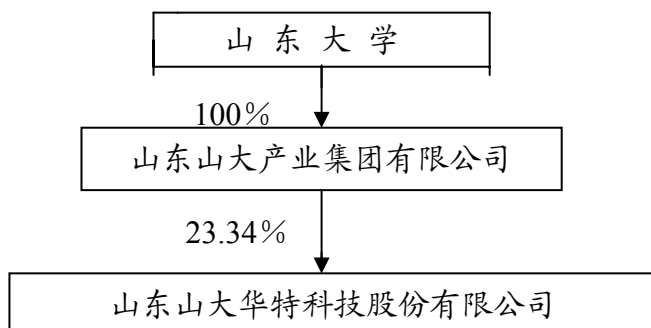 山 东 大 学
100％
山东山大产业集团有限公司
23.34％
山东山大华特科技股份有限公司